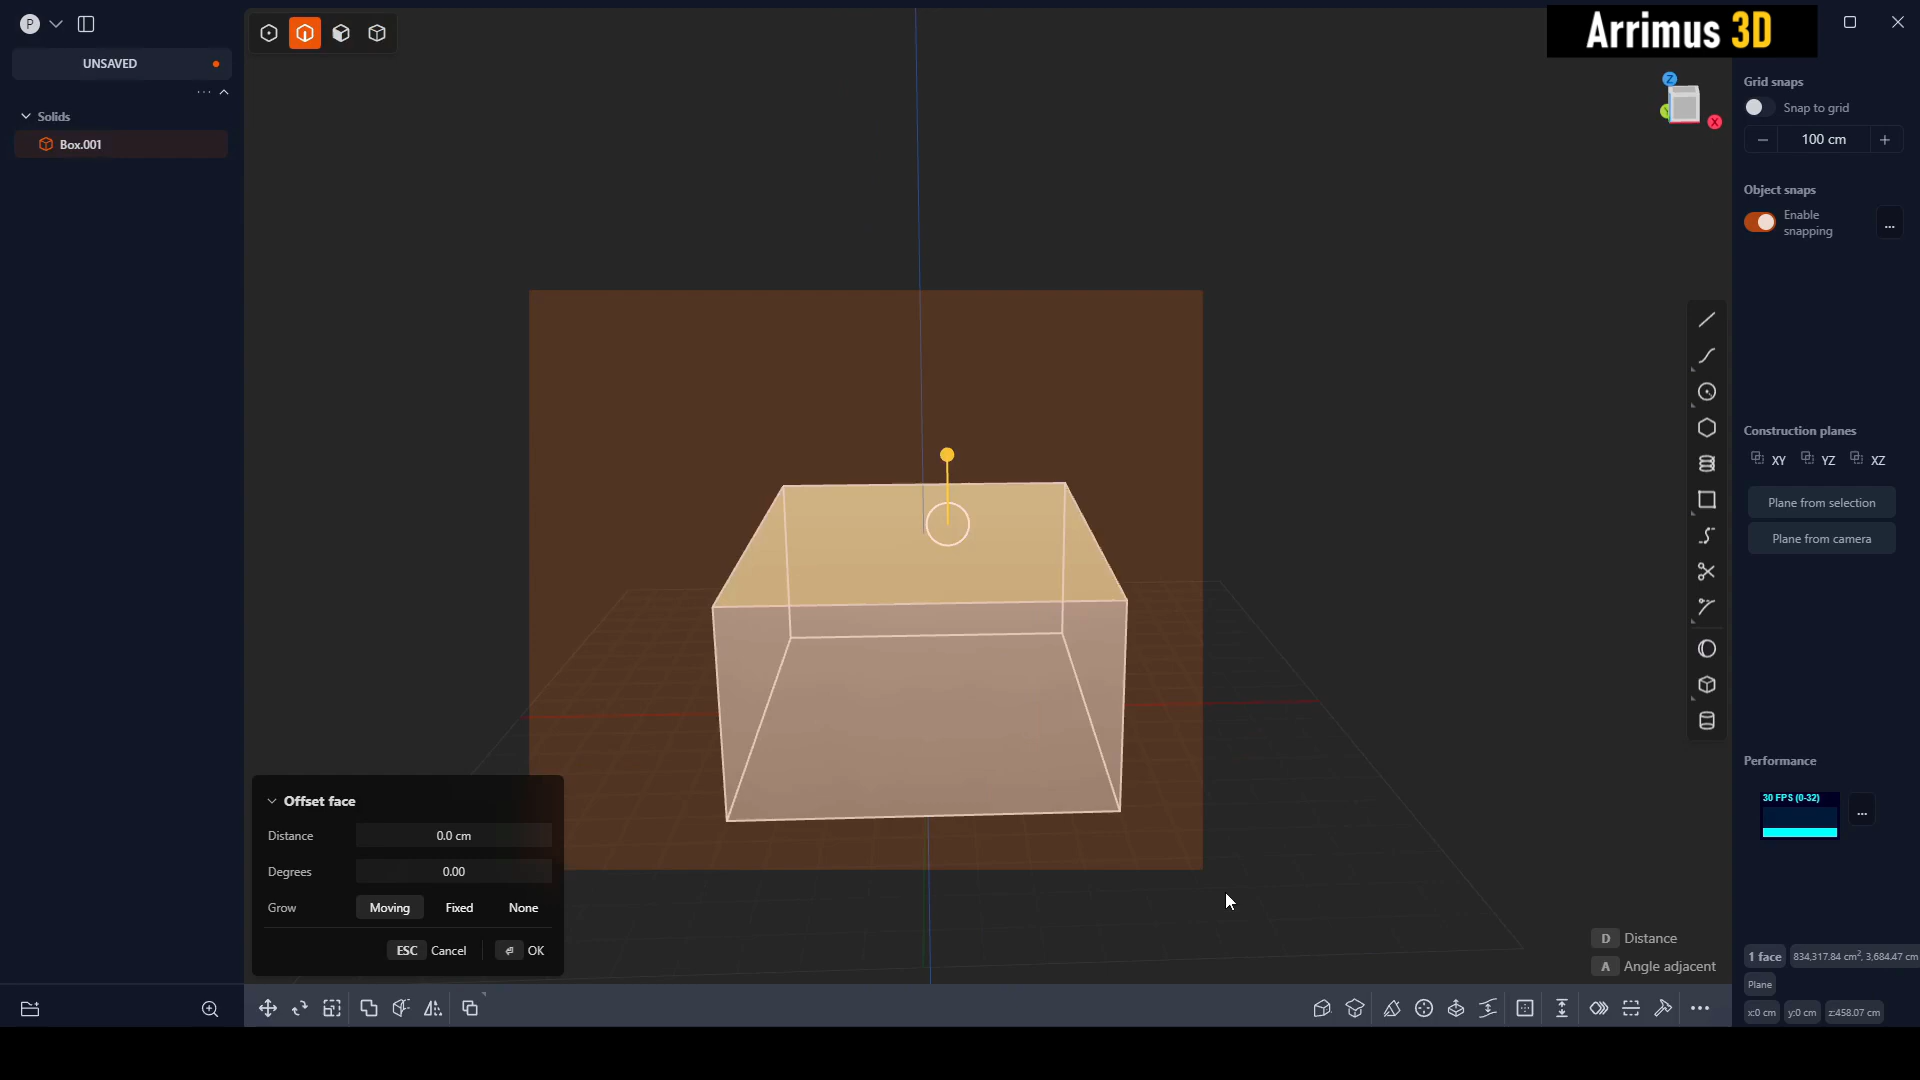 P
UNSAVED
Solids
Box.001
Arrimus 3D
Z
X
Grid snaps
Snap to grid
100 cm
Object snaps
Enable
snapping
...
Construction planes
XY
YZ
XZ
Plane from selection
Plane from camera
Performance
30 FPS (0-32)
...
Offset face
Distance
0.0 cm
Degrees
0.00
Grow
Moving
Fixed
None
ESC
Cancel
OK
D
Distance
A
Angle adjacent
1 face
834,317.84 cm², 3,684.47 cm
Plane
x:0 cm
y:0 cm
z:458.07 cm